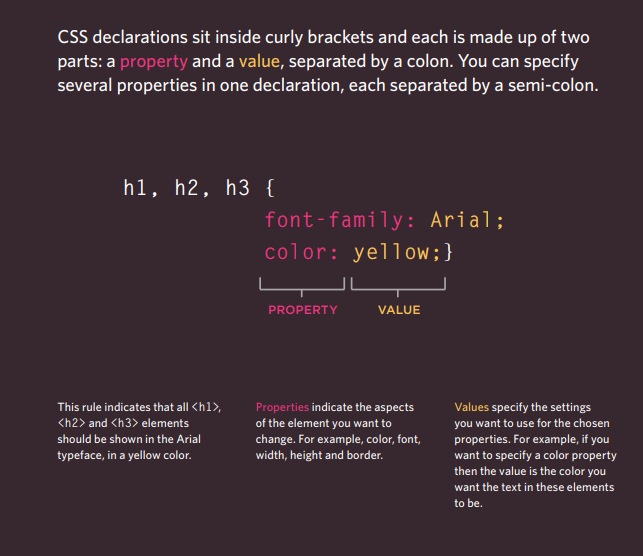 CSS declarations sit inside curly brackets and each is made up of two
parts: a property and a value, separated by a colon. You can specify
several properties in one declaration, each separated by a semi-colon.
h1, h2, h3 {
font-family: Arial;
color: yellow;}
PROPERTY VALUE
This rule indicates that all <h1>,
<h2> and <h3> elements
should be shown in the Arial
typeface, in a yellow color.
Properties indicate the aspects
of the element you want to
change. For example, color, font,
width, height and border.
Values specify the settings
you want to use for the chosen
properties. For example, if you
want to specify a color property
then the value is the color you
want the text in these elements
to be.